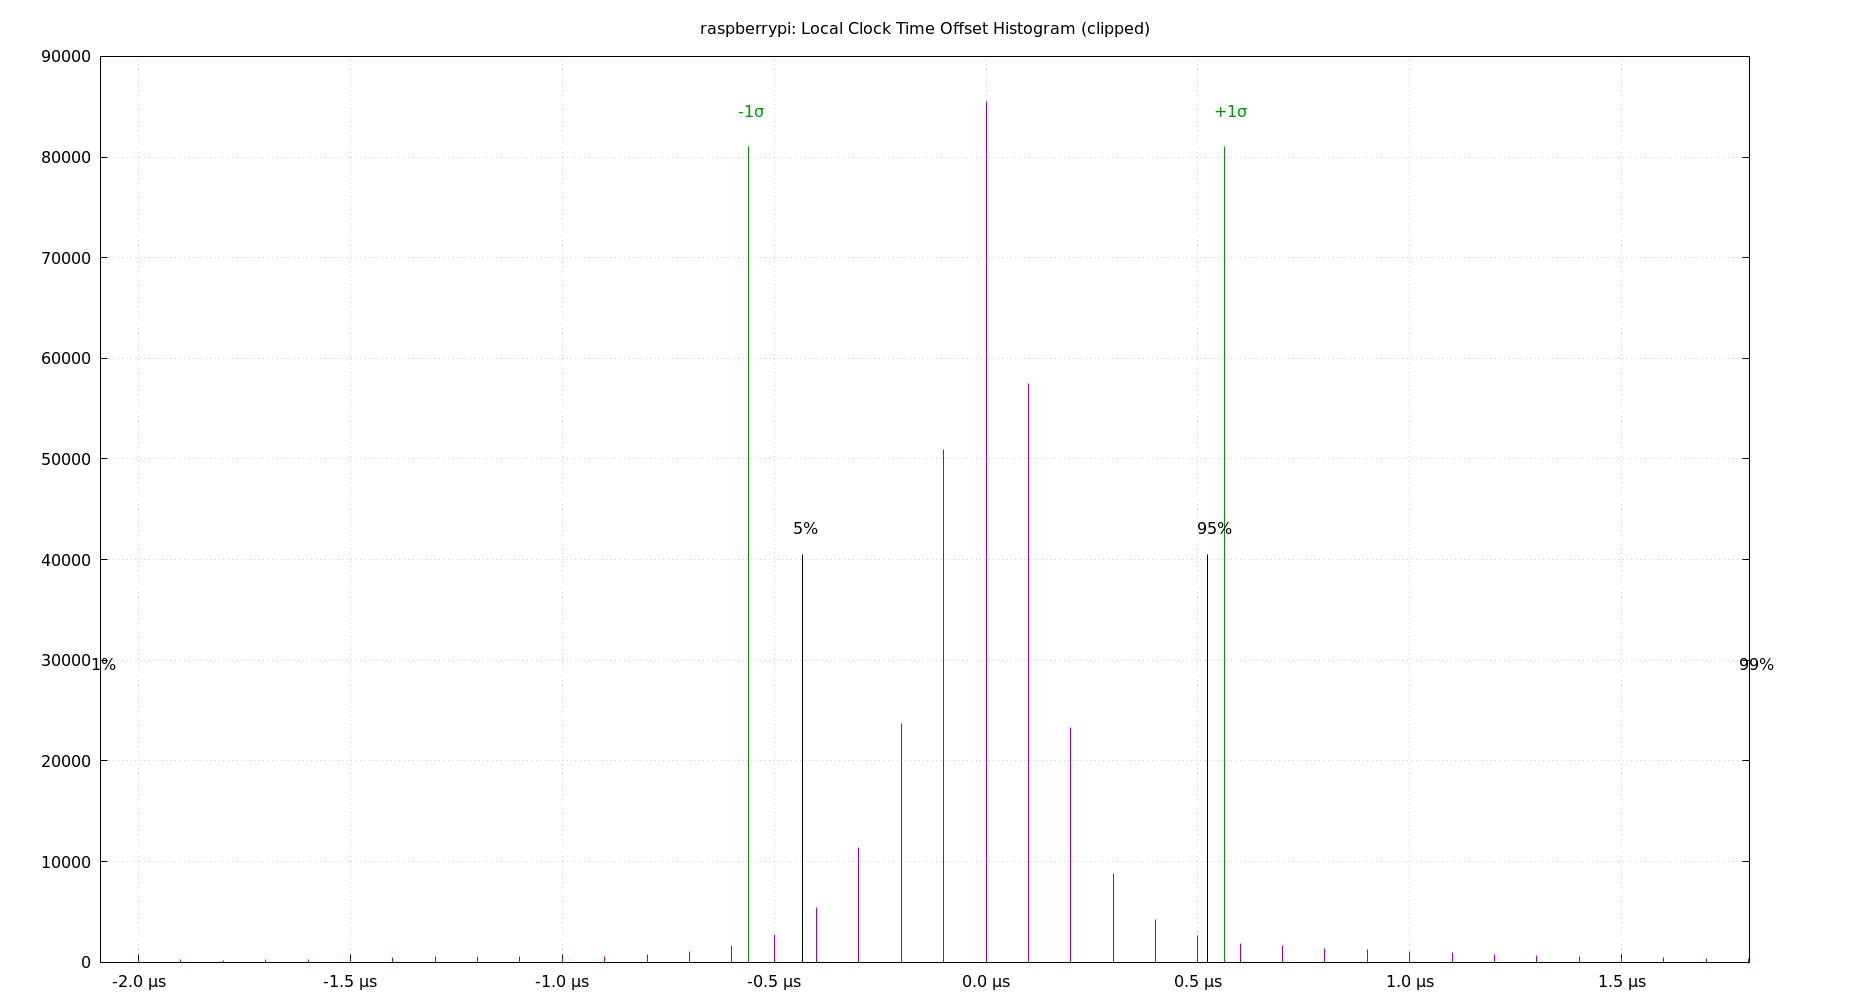 raspberrypi: Local Clock Time Offset Histogram (clipped)
90000
80000
70000
60000
50000
40000
30000
20000
10000
0
-1σ
+1σ
5%
95%
1%
99%
-2.0 µs
-1.5 µs
-1.0 µs
-0.5 µs
0.0 µs
0.5 µs
1.0 µs
1.5 µs